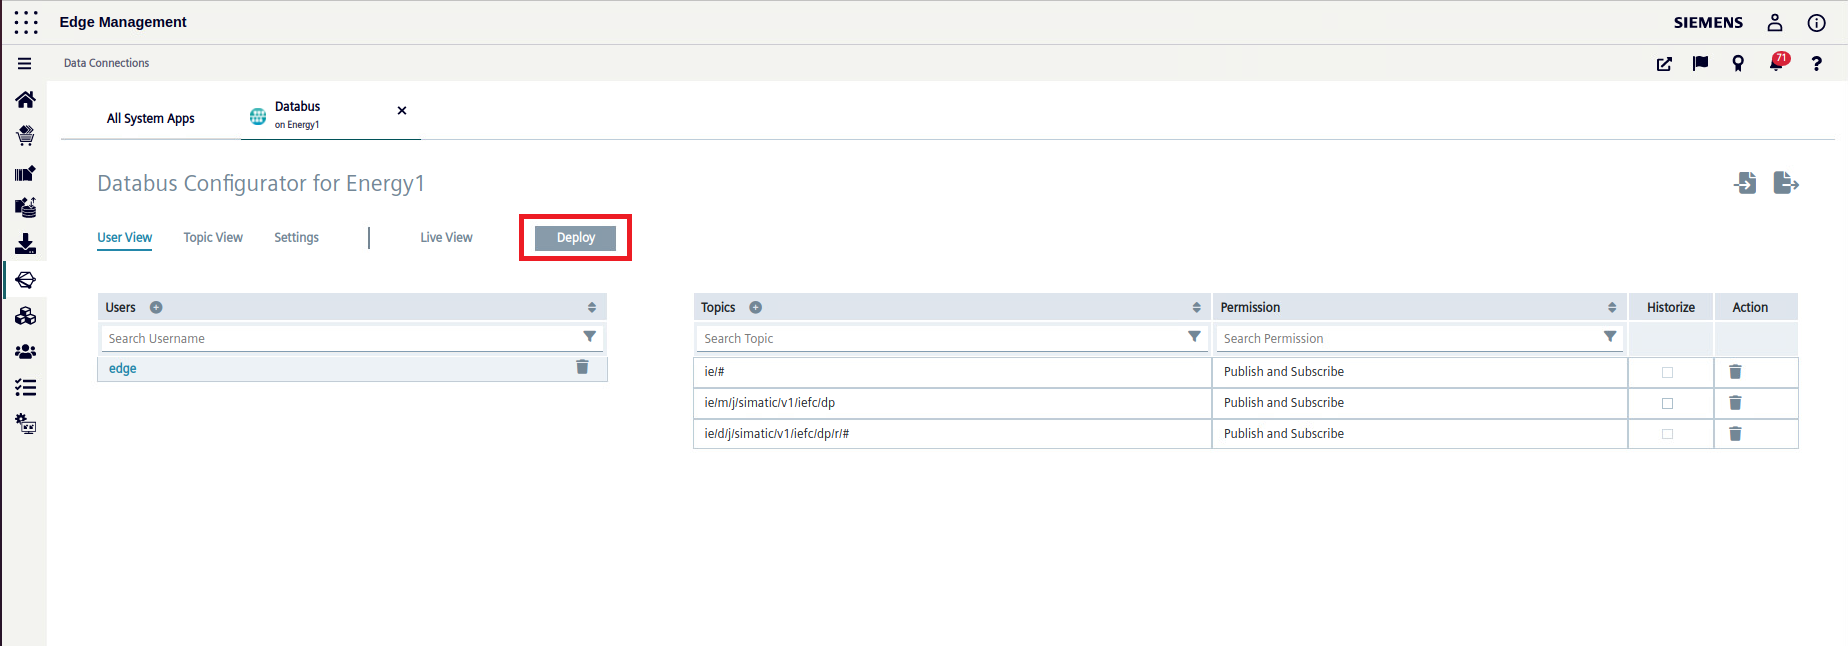 Edge Management
SIEMENS
Data Connections
71
All System Apps
Databus
on Energy1
Databus Configurator for Energy1
User View Topic View Settings Live View Deploy
Users
Search Username
edge
Topics Permission Historize Action
Search Topic Search Permission
ie/# Publish and Subscribe
ie/m/j/simatic/v1/iefc/dp Publish and Subscribe
ie/d/j/simatic/v1/iefc/dp/r/# Publish and Subscribe